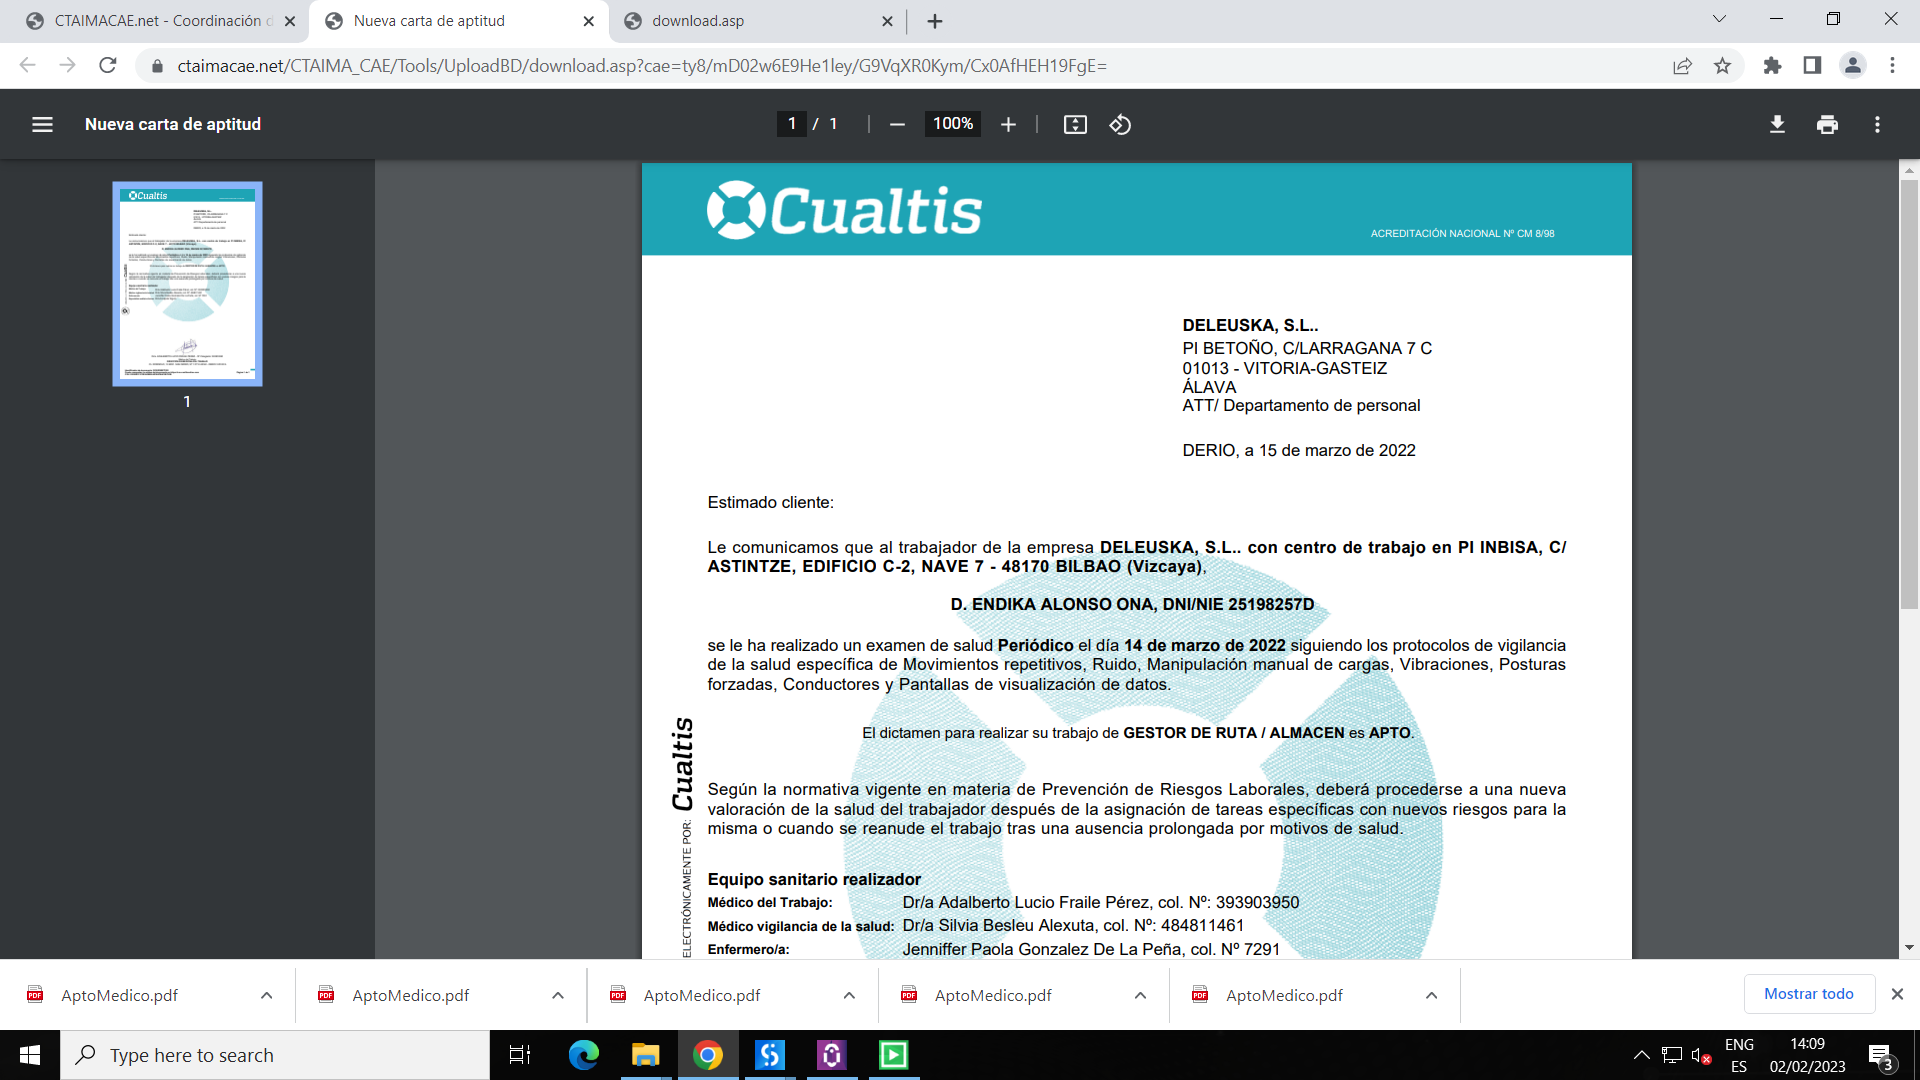 CTAIMACAE.net - Coordinación d
Nueva carta de aptitud
download.asp
ctaimacae.net/CTAIMA_CAE/Tools/UploadBD/download.asp?cae=ty8/mD02w6E9He1ley/G9VqXR0Kym/Cx0AfHEH19FgE=
Nueva carta de aptitud
1 / 1
100%
1
Cualtis
ACREDITACIÓN NACIONAL Nº CM 8/98
DELEUSKA, S.L..
PI BETOÑO, C/LARRAGANA 7 C
01013 - VITORIA-GASTEIZ
ÁLAVA
ATT/ Departamento de personal
DERIO, a 15 de marzo de 2022
Estimado cliente:
Le comunicamos que al trabajador de la empresa DELEUSKA, S.L.. con centro de trabajo en PI INBISA, C/
ASTINTZE, EDIFICIO C-2, NAVE 7 - 48170 BILBAO (Vizcaya),
D. ENDIKA ALONSO ONA, DNI/NIE 25198257D
se le ha realizado un examen de salud Periódico el día 14 de marzo de 2022 siguiendo los protocolos de vigilancia
de la salud específica de Movimientos repetitivos, Ruido, Manipulación manual de cargas, Vibraciones, Posturas
forzadas, Conductores y Pantallas de visualización de datos.
El dictamen para realizar su trabajo de GESTOR DE RUTA / ALMACEN es APTO.
Según la normativa vigente en materia de Prevención de Riesgos Laborales, deberá procederse a una nueva
valoración de la salud del trabajador después de la asignación de tareas específicas con nuevos riesgos para la
misma o cuando se reanude el trabajo tras una ausencia prolongada por motivos de salud.
ELECTRÓNICAMENTE POR: Cualtis
Equipo sanitario realizador
Médico del Trabajo: Dr/a Adalberto Lucio Fraile Pérez, col. Nº: 393903950
Médico vigilancia de la salud: Dr/a Silvia Besleu Alexuta, col. Nº: 484811461
Enfermero/a: Jenniffer Paola Gonzalez De La Peña, col. Nº 7291
AptoMedico.pdf
AptoMedico.pdf
AptoMedico.pdf
AptoMedico.pdf
AptoMedico.pdf
Mostrar todo
Type here to search
ENG
ES
14:09
02/02/2023
3